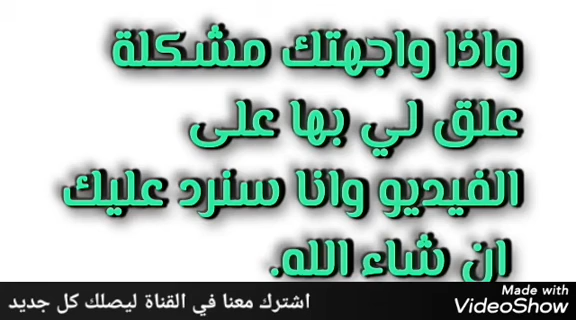 واذا واجهتك مشكلة
علق لي بها على
الفيديو وانا سنرد عليك
ان شاء الله.
اشترك معنا في القناة ليصلك كل جديد
Made with
VideoShow